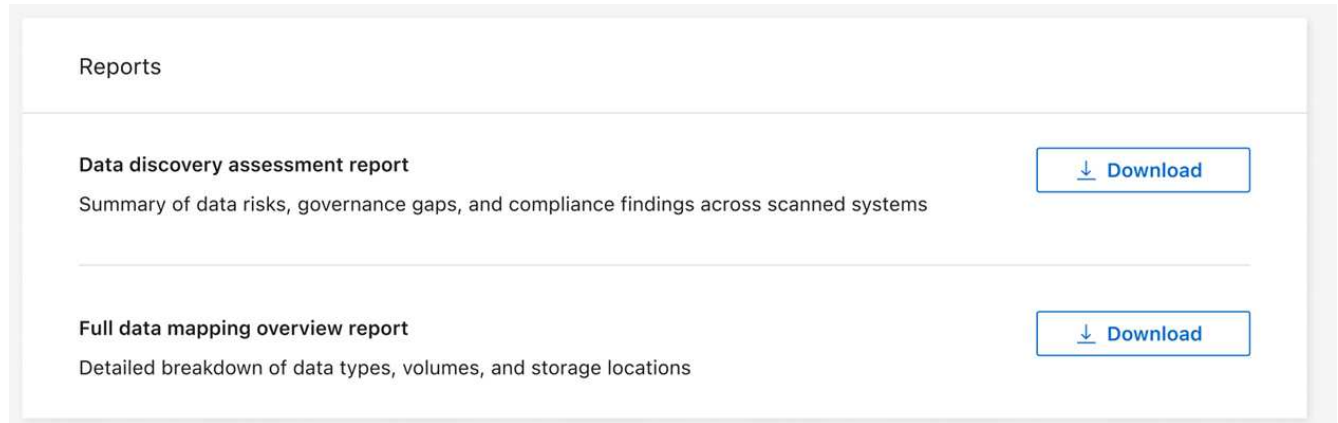 Reports
Data discovery assessment report
Download
Summary of data risks, governance gaps, and compliance findings across scanned systems
Full data mapping overview report
Download
Detailed breakdown of data types, volumes, and storage locations